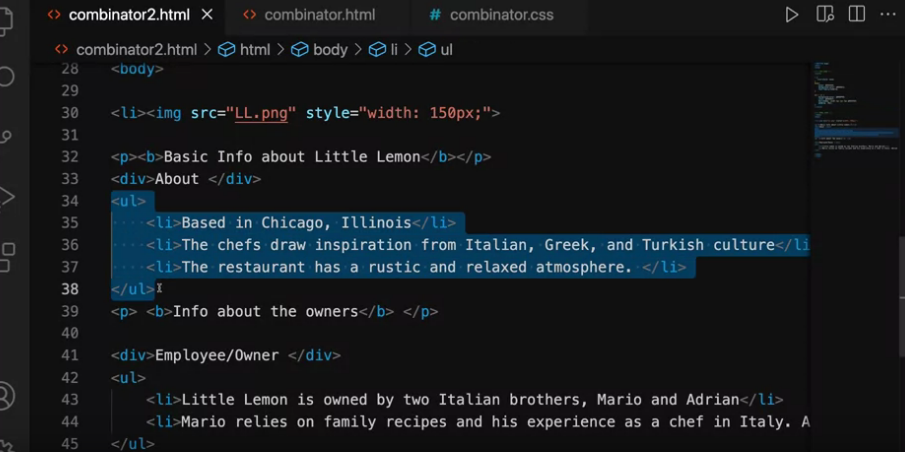 combinator2.html × combinator.html # combinator.css
combinator2.html > html > body > li > ul
28 <body>
29
30 <li><img src="LL.png" style="width: 150px;">
31
32 <p><b>Basic Info about Little Lemon</b></p>
33 <div>About </div>
34 <ul>
35 <li>Based in Chicago, Illinois</li>
36 <li>The chefs draw inspiration from Italian, Greek, and Turkish culture</li
37 <li>The restaurant has a rustic and relaxed atmosphere. </li>
38 </ul>
39 <p> <b>Info about the owners</b> </p>
40
41 <div>Employee/Owner </div>
42 <ul>
43 <li>Little Lemon is owned by two Italian brothers, Mario and Adrian</li>
44 <li>Mario relies on family recipes and his experience as a chef in Italy. A
45 </ul>